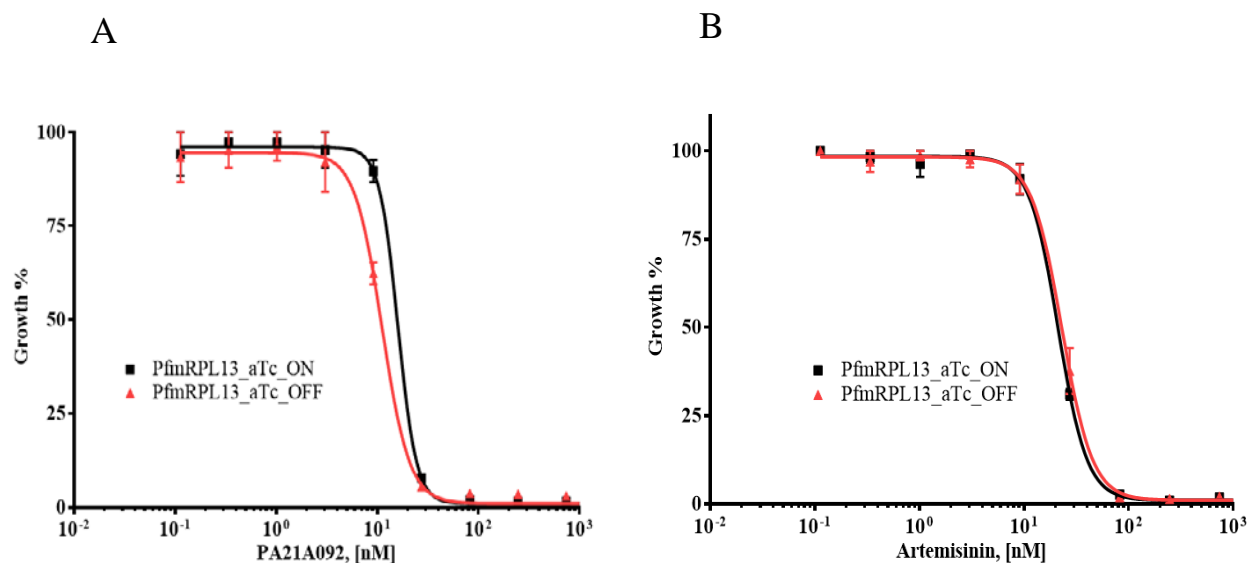 A
B
100
75
50
25
0
Growth %
PfmRPL13_aTc_ON
PfmRPL13_aTc_OFF
10⁻² 10⁻¹ 10⁰ 10¹ 10² 10³
PA21A092, [nM]
100
75
50
25
0
Growth %
PfmRPL13_aTc_ON
PfmRPL13_aTc_OFF
10⁻² 10⁻¹ 10⁰ 10¹ 10² 10³
Artemisinin, [nM]